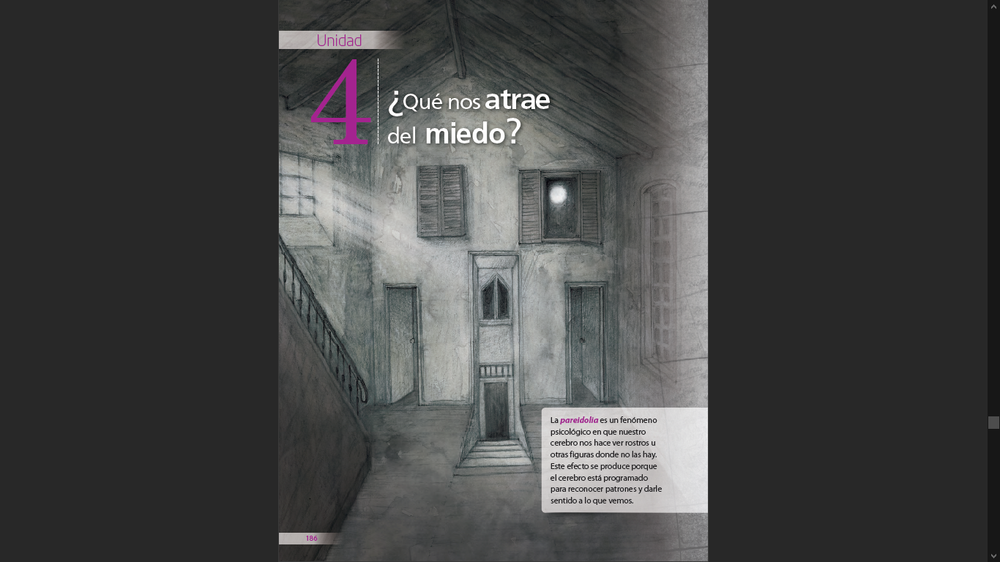 Unidad
4
¿Qué nos atrae
del miedo?
La pareidolia es un fenómeno
psicológico en que nuestro
cerebro nos hace ver rostros u
otras figuras donde no las hay.
Este efecto se produce porque
el cerebro está programado
para reconocer patrones y darle
sentido a lo que vemos.
186